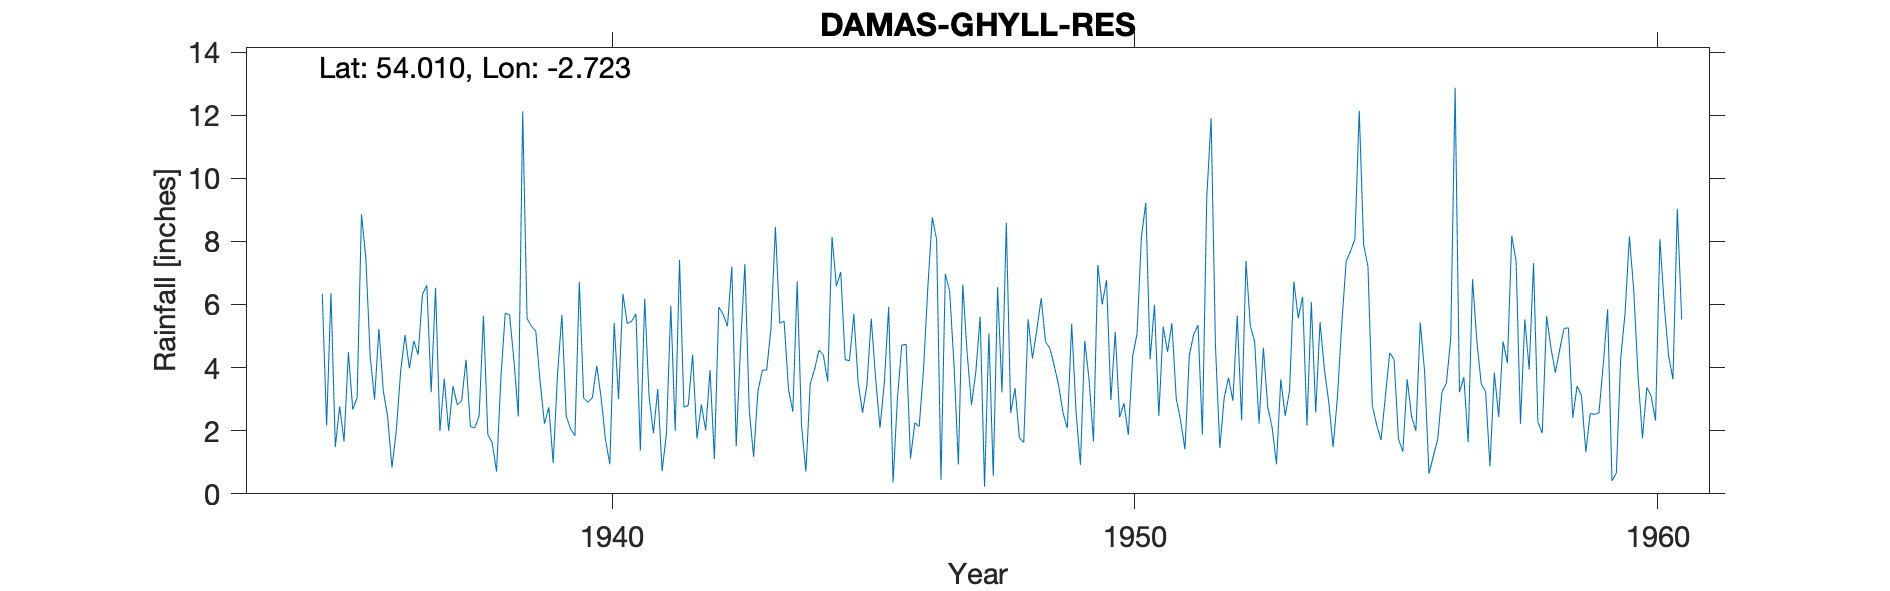 DAMAS-GHYLL-RES
Lat: 54.010, Lon: -2.723
14
12
10
8
6
4
2
0
Rainfall [inches]
1940 1950 1960
Year